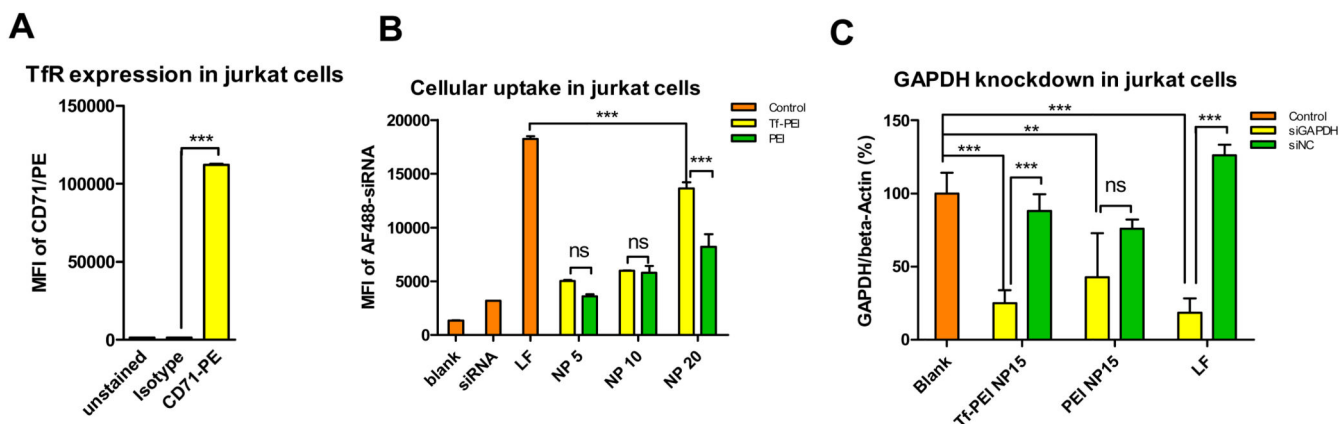 A
TfR expression in jurkat cells
MFI of CD71/PE
150000
100000
50000
0
***
unstained
Isotype
CD71-PE
B
Cellular uptake in jurkat cells
MFI of AF488-siRNA
20000
15000
10000
5000
0
Control
Tf-PEI
PEI
***
***
ns
ns
blank
siRNA
LF
NP 5
NP 10
NP 20
C
GAPDH knockdown in jurkat cells
GAPDH/beta-Actin (%)
150
100
50
0
Control
siGAPDH
siNC
***
**
***
***
***
ns
Blank
Tf-PEI NP15
PEI NP15
LF